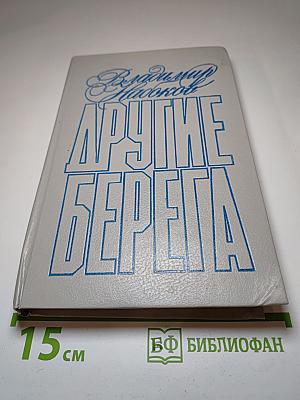 Владимир
Набоков
ДРУГИЕ
БЕРЕГА
15 см
БФ БИБЛИОФАН